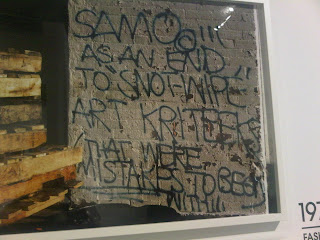 SAMO©...
AS AN END
TO SNOT-WIPE
ART KRITEEKS
THAT WERE
MISTAKES TO BEGIN
WITH...
197
FASH